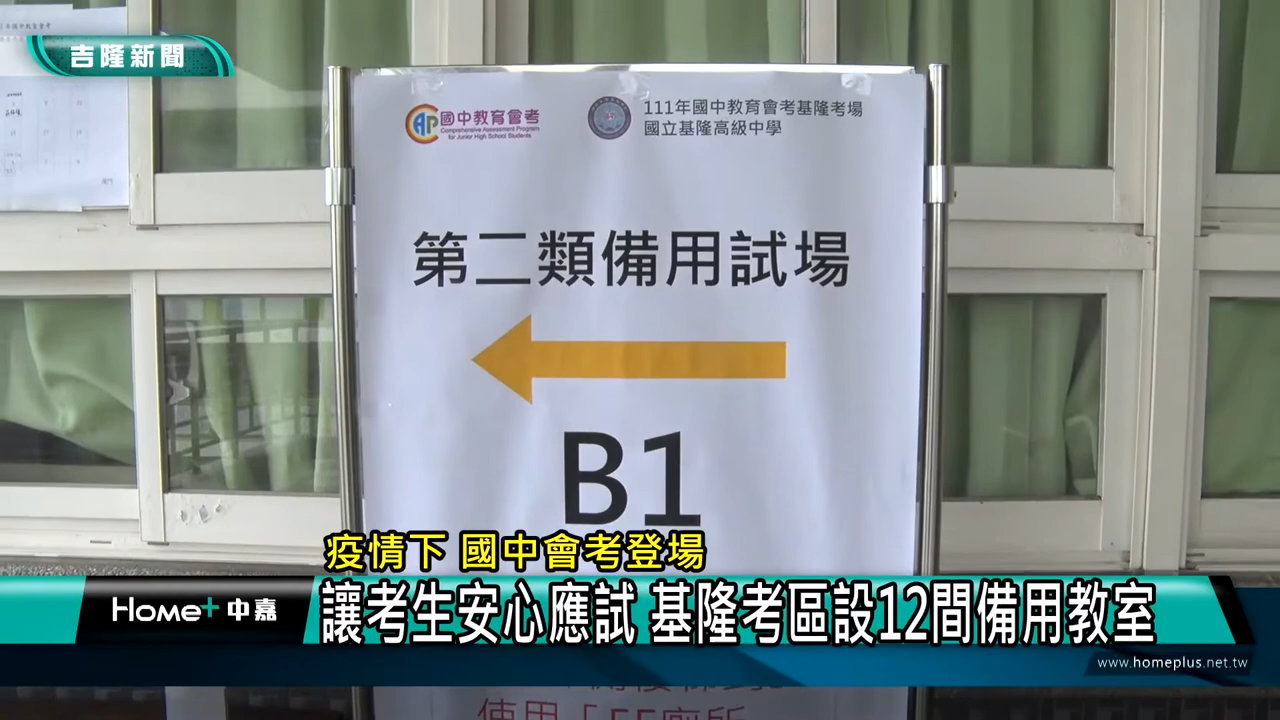 吉隆新聞
國中教育會考
Comprehensive Assessment Program
for Junior High School Students
111年國中教育會考基隆考場
國立基隆高級中學
第二類備用試場
B1
疫情下 國中會考登場
Home+ 中嘉
讓考生安心應試 基隆考區設12間備用教室
www.homeplus.net.tw